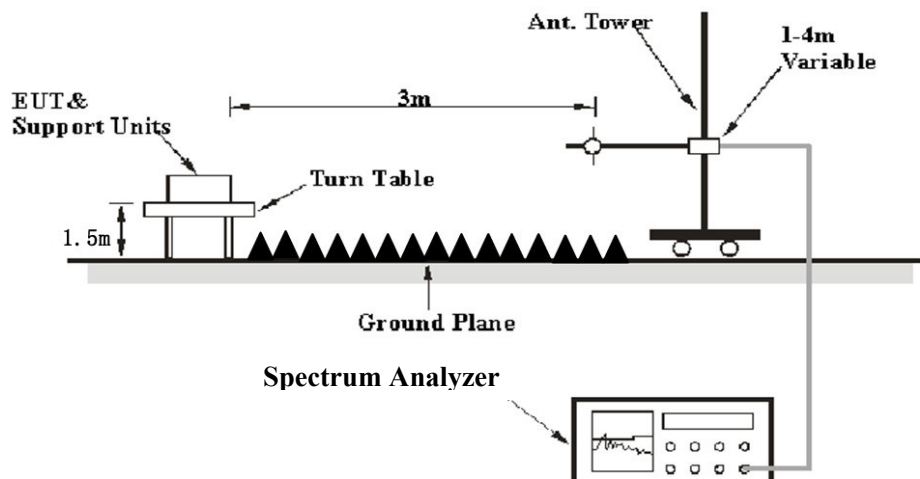 Ant. Tower
1-4m
Variable
EUT&
Support Units
3m
Turn Table
1.5m
Ground Plane
Spectrum Analyzer